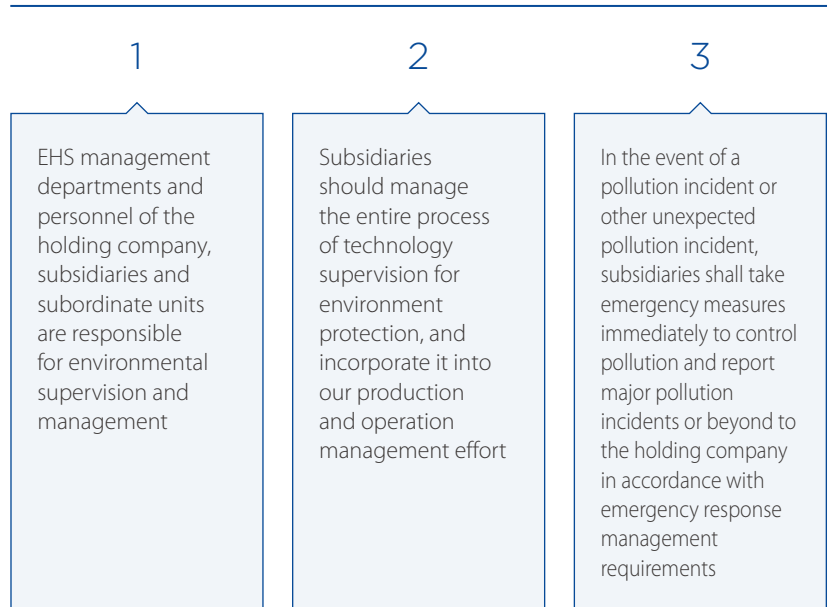 1
EHS management
departments and
personnel of the
holding company,
subsidiaries and
subordinate units
are responsible
for environmental
supervision and
management
2
Subsidiaries
should manage
the entire process
of technology
supervision for
environment
protection, and
incorporate it into
our production
and operation
management effort
3
In the event of a
pollution incident or
other unexpected
pollution incident,
subsidiaries shall take
emergency measures
immediately to control
pollution and report
major pollution
incidents or beyond to
the holding company
in accordance with
emergency response
management
requirements